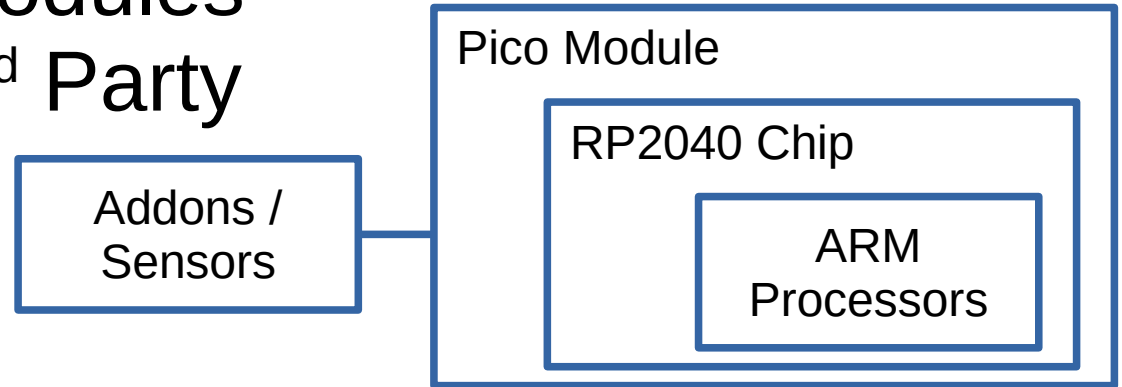 Party
Pico Module
RP2040 Chip
Addons /
Sensors
ARM
Processors